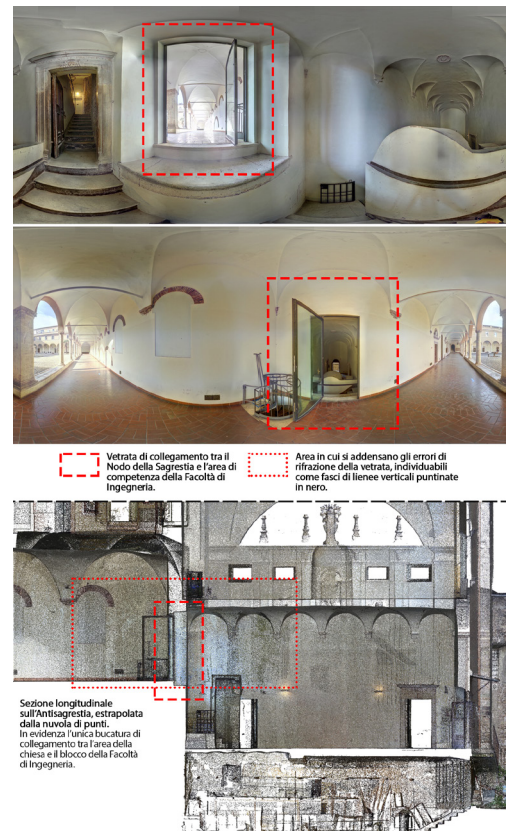 Vetrata di collegamento tra il
Nodo della Sagrestia e l'area di
competenza della Facoltà di
Ingegneria.
Area in cui si addensano gli errori di
rifrazione della vetrata, individuabili
come fasci di lienee verticali puntinate
in nero.
Sezione longitudinale
sull'Antisagrestia, estrapolata
dalla nuvola di punti.
In evidenza l'unica bucatura di
collegamento tra l'area della
chiesa e il blocco della Facoltà
di Ingegneria.